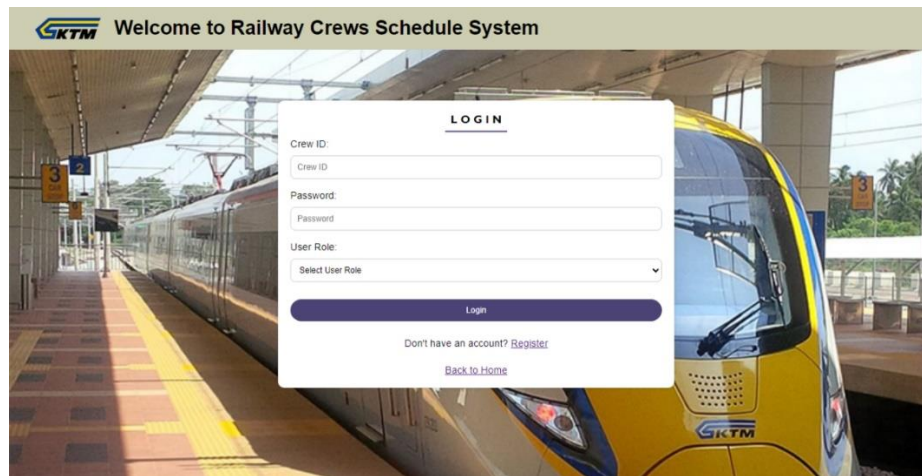 KTM Welcome to Railway Crews Schedule System
LOGIN
Crew ID:
Crew ID
Password:
Password
User Role:
Select User Role
Login
Don't have an account? Register
Back to Home
3
2
3
KTM